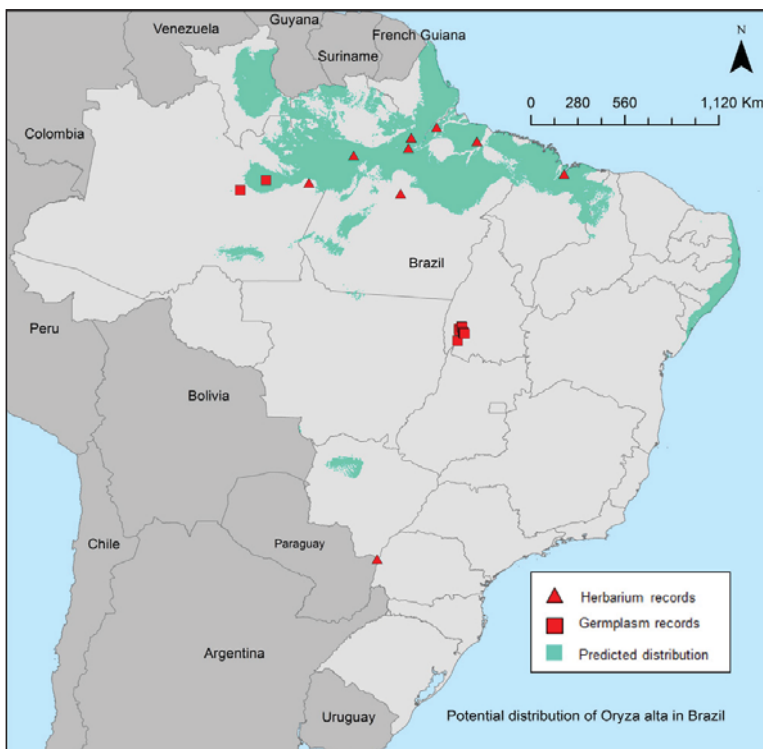 Guyana
Venezuela
French Guiana
Suriname
N
0 280 560 1,120 Km
Colombia
Brazil
Peru
Bolivia
Paraguay
Chile
Herbarium records
Germplasm records
Predicted distribution
Argentina
Uruguay
Potential distribution of Oryza alta in Brazil